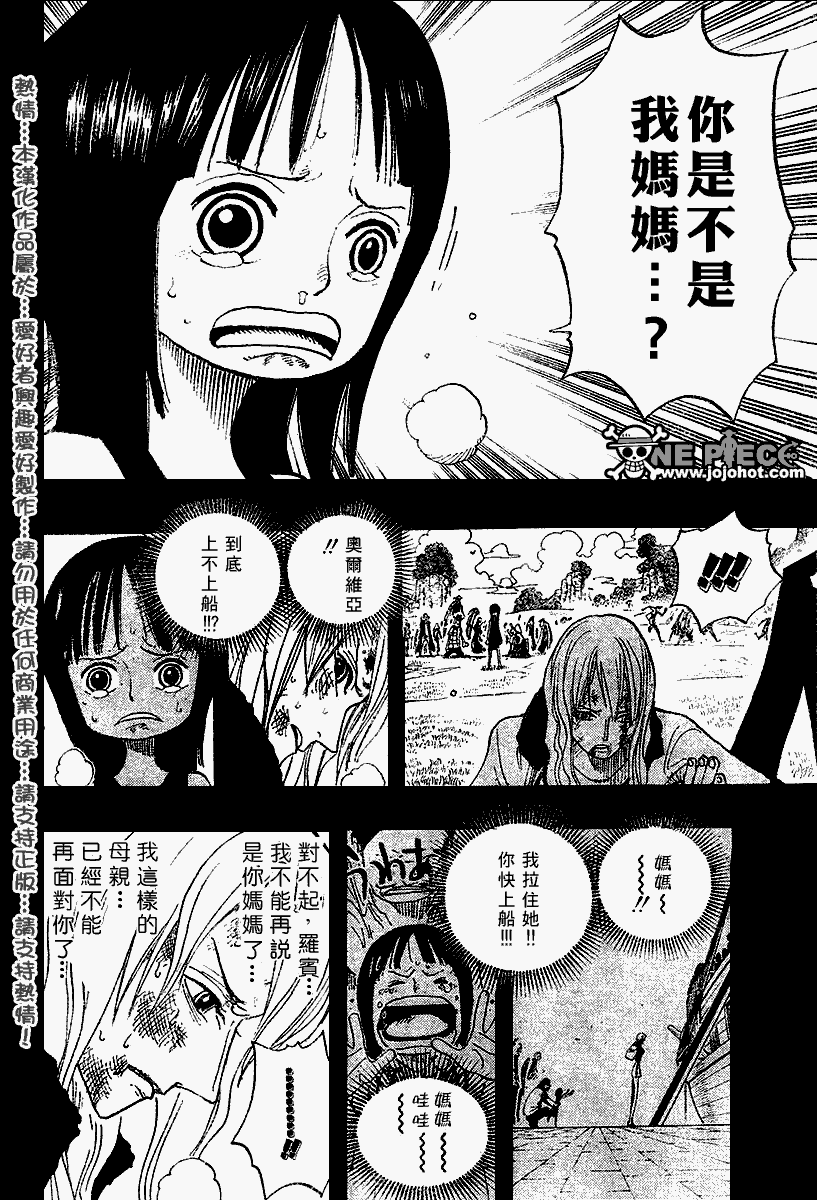 你是不是
我媽媽…？
ONE PIECE
www.jojohot.com
!!!!
奧爾維亞
!!
到底
上不上船!!!?
媽媽~
~~~!!
我拉住她!!
你快上船!!!
うわあ
媽媽~
哇哇~~
對不起，羅賓…
我不能再說
是你媽媽了…
我這樣的
母親…
已經不能
再面對你了…
………!!
熱情…本漢化作品屬於…愛好者興趣愛好製作…請勿用於任何商業用途…請支持正版…請支持熱情！